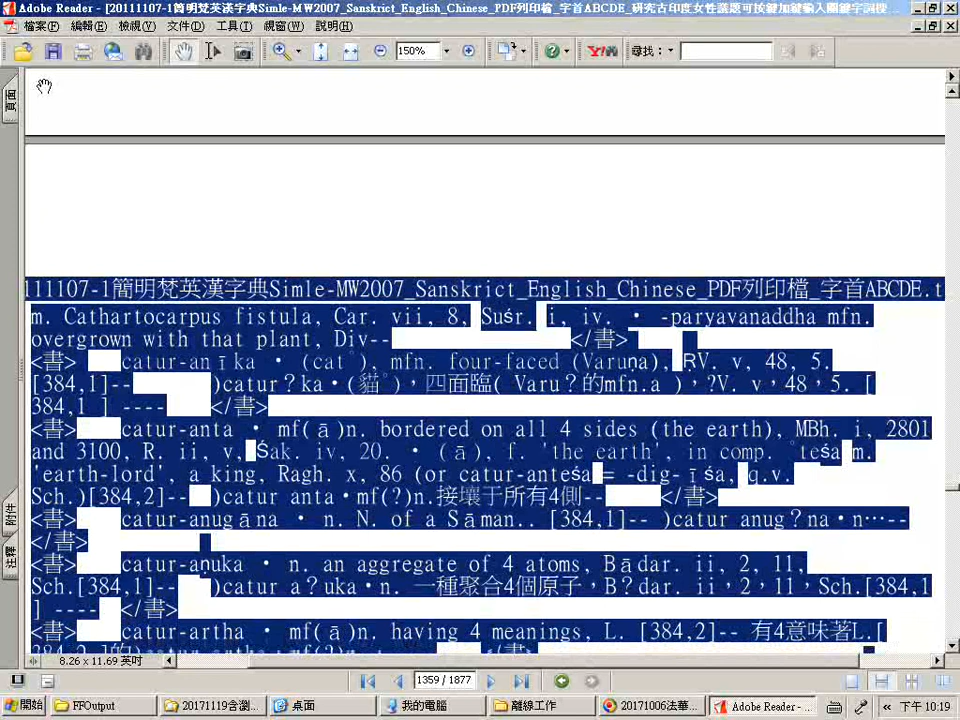 Adobe Reader - [20111107-1簡明梵英漢字典Simle-MW2007_Sanskrict_English_Chinese_PDF列印檔_字首ABCDE_研究古印度女性議題可按鍵加鍵輸入關鍵字詞搜...
檔案(F) 編輯(E) 檢視(V) 文件(D) 工具(T) 視窗(W) 說明(H)
150% Y! 尋找:
頁面
111107-1簡明梵英漢字典Simle-MW2007_Sanskrict_English_Chinese_PDF列印檔_字首ABCDE.t
m. Cathartocarpus fistula, Car. vii, 8, Suśr. i, iv. • -paryavanaddha mfn.
overgrown with that plant, Div-- </書>
<書> catur-anīka • (cat°), mfn. four-faced (Varuṇa), ṚV. v, 48, 5.
[384,1]-- )catur?ka•(貓°),四面臨( Varu?的mfn.a ),?V. v,48,5. [
384,1 ] ---- </書>
<書> catur-anta • mf(ā)n. bordered on all 4 sides (the earth), MBh. i, 2801
and 3100, R. ii, v, Śak. iv, 20. • (ā), f. 'the earth', in comp. °teśa m.
'earth-lord', a king, Ragh. x, 86 (or catur-anteśa = -dig-īśa, q.v.
Sch.)[384,2]-- )catur anta•mf(?)n.接壤于所有4側-- </書>
<書> catur-anugāna • n. N. of a Sāman.. [384,1]-- )catur anug?na•n…--
</書>
<書> catur-aṇuka • n. an aggregate of 4 atoms, Bādar. ii, 2, 11,
Sch.[384,1]-- )catur a?uka•n. 一種聚合4個原子,B?dar. ii,2,11,Sch.[384,1
] ---- </書>
<書> catur-artha • mf(ā)n. having 4 meanings, L. [384,2]-- 有4意味著L.[
附件
注釋
8.26 x 11.69 英吋
1359 / 1877
開始 FFOutput 20171119含瀏... 桌面 我的電腦 離線工作 20171006法華... Adobe Reader - ... 下午 10:19